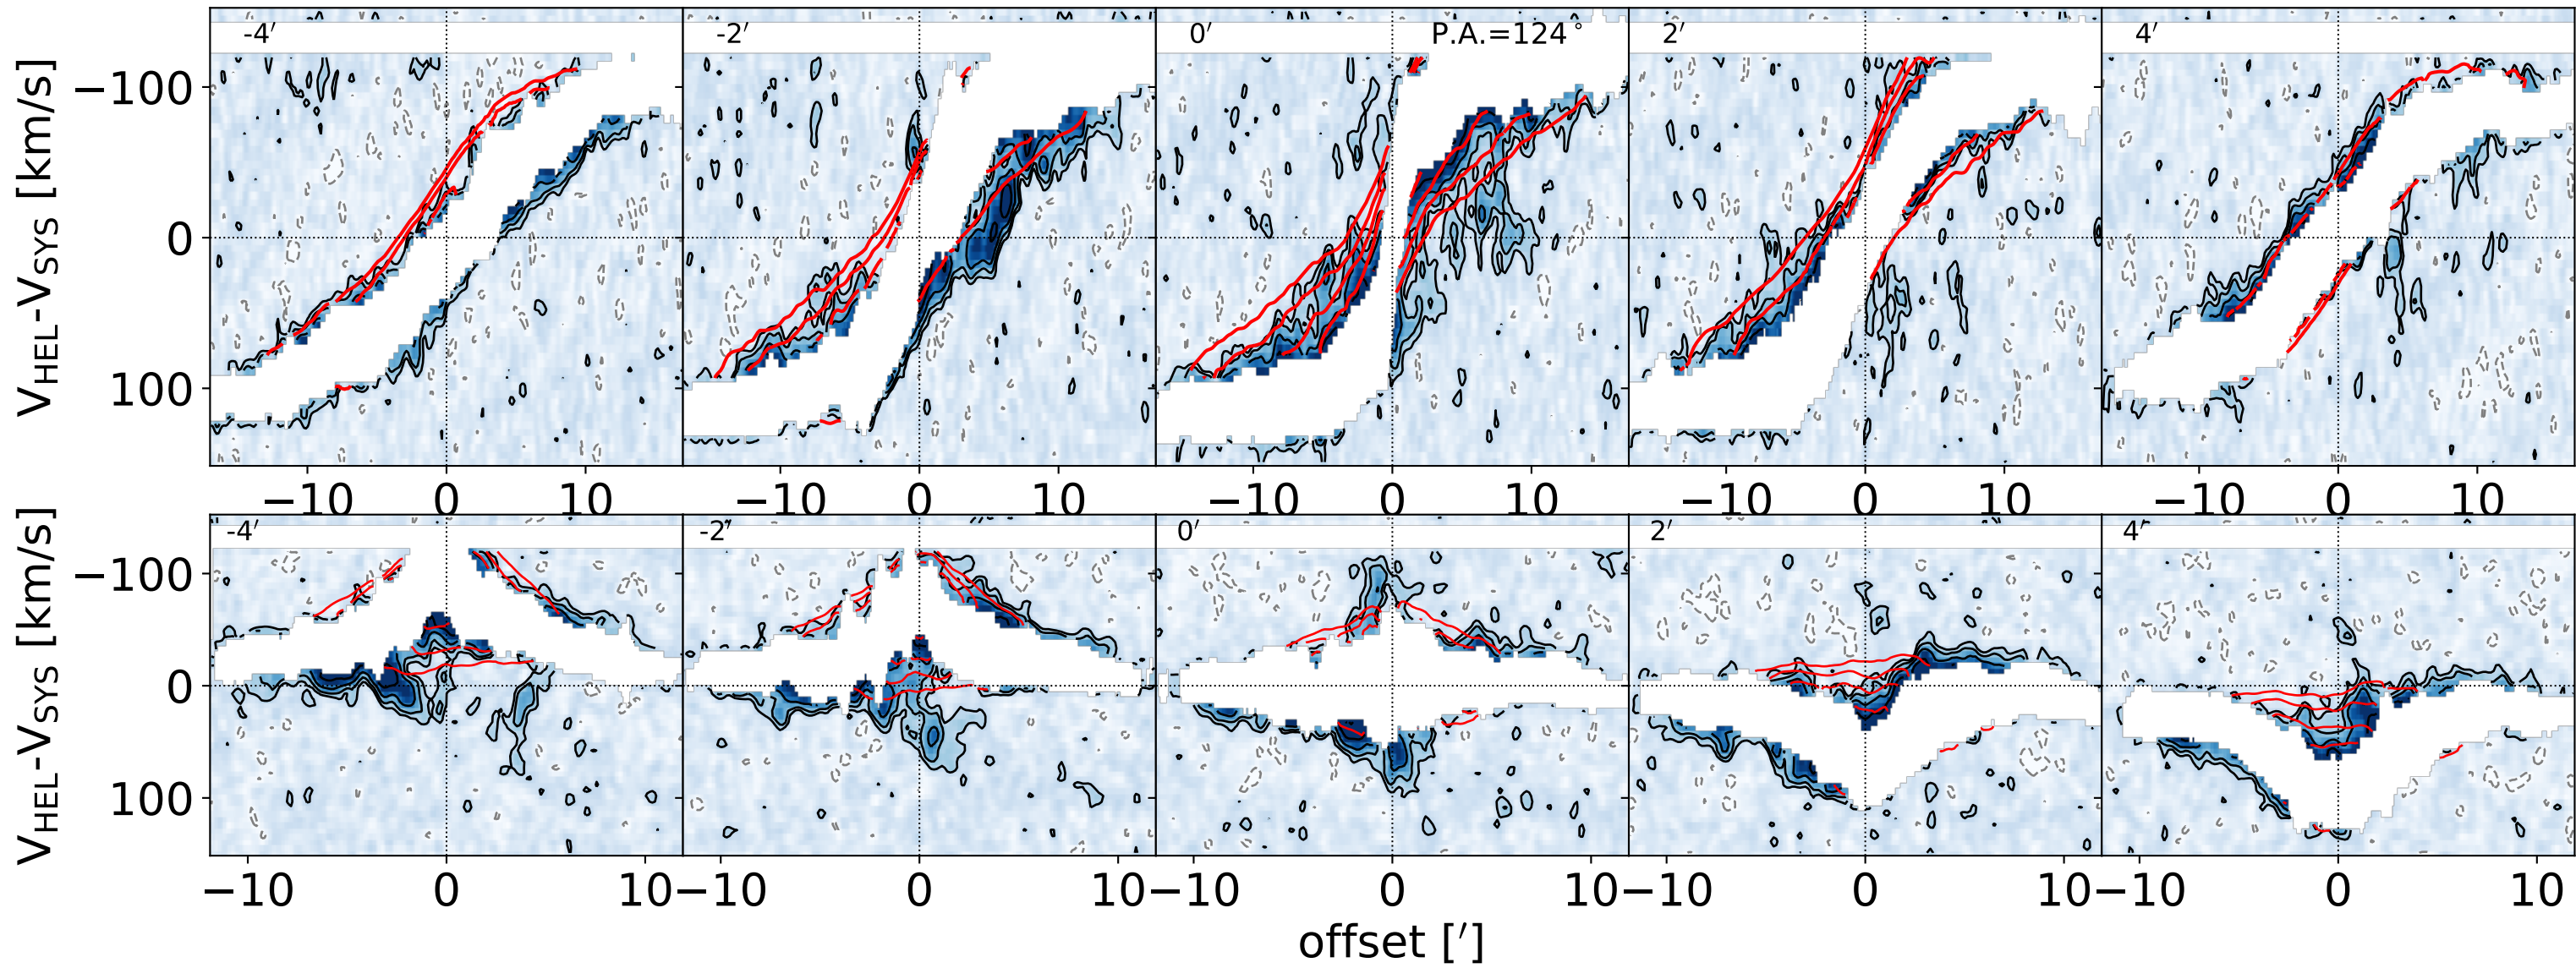 -4′ -2′ 0′ P.A.=124° 2′ 4′
−100
0
100
V_HEL-V_SYS [km/s]
−10 0 10 −10 0 10 −10 0 10 −10 0 10 −10 0 10
-4′ -2′ 0′ 2′ 4′
−100
0
100
V_HEL-V_SYS [km/s]
−10 0 10 −10 0 10 −10 0 10 −10 0 10 −10 0 10
offset [′]